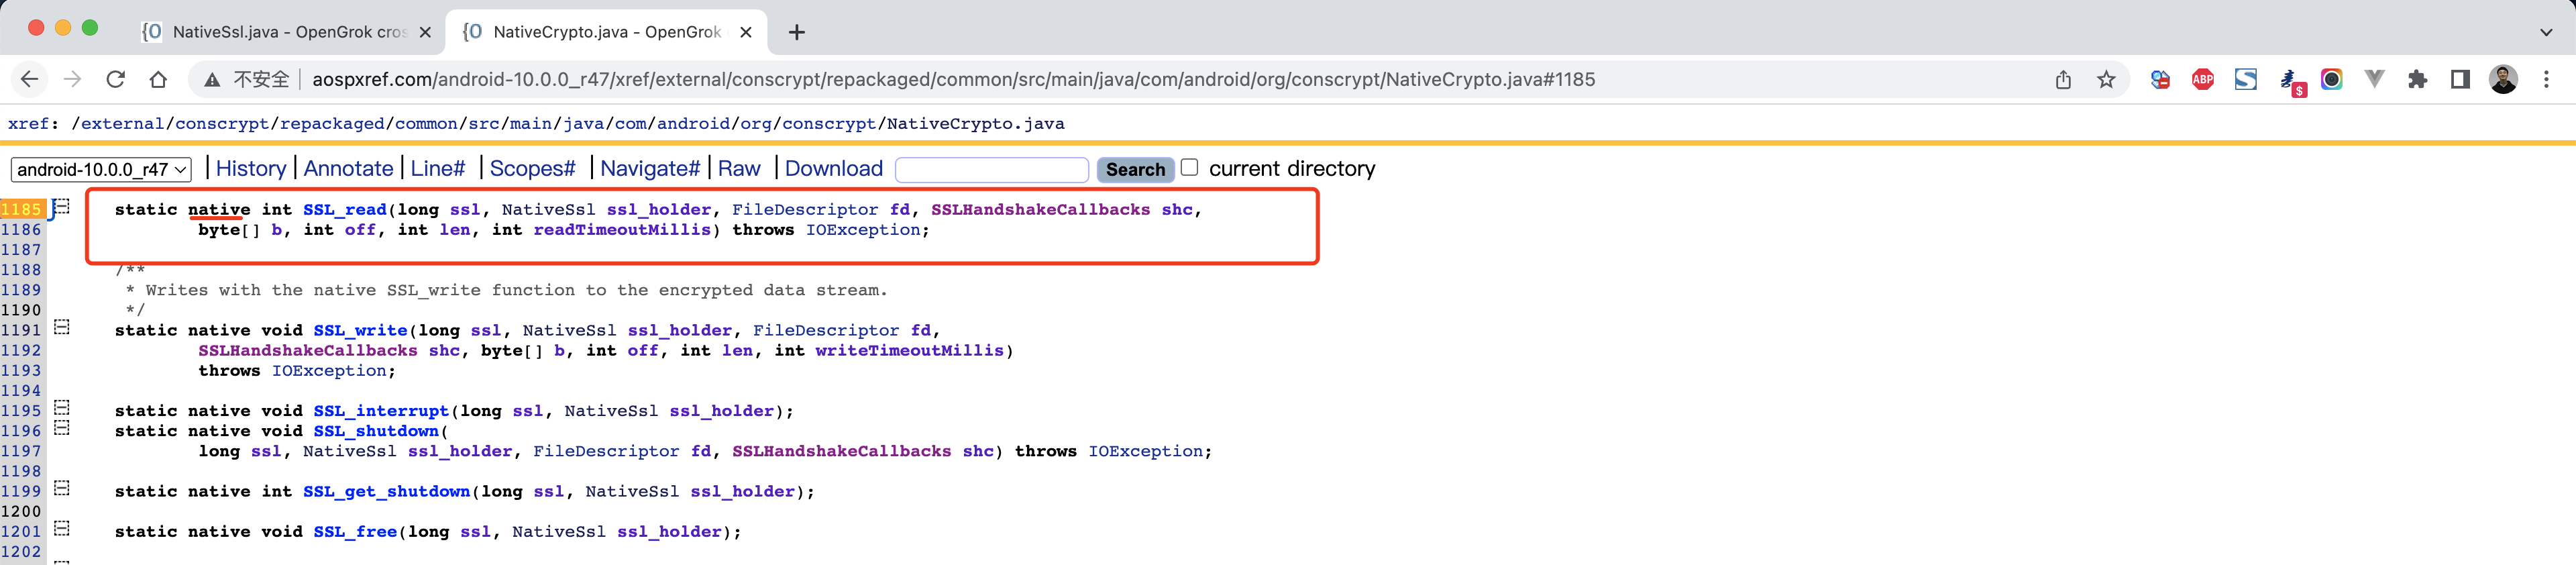 NativeSsl.java - OpenGrok cros
NativeCrypto.java - OpenGrok
不安全 aospxref.com/android-10.0.0_r47/xref/external/conscrypt/repackaged/common/src/main/java/com/android/org/conscrypt/NativeCrypto.java#1185
ABP
S
$
xref: /external/conscrypt/repackaged/common/src/main/java/com/android/org/conscrypt/NativeCrypto.java
android-10.0.0_r47 | History | Annotate | Line# | Scopes# | Navigate# | Raw | Download Search current directory
1185 static native int SSL_read(long ssl, NativeSsl ssl_holder, FileDescriptor fd, SSLHandshakeCallbacks shc,
1186 byte[] b, int off, int len, int readTimeoutMillis) throws IOException;
1187
1188 /**
1189 * Writes with the native SSL_write function to the encrypted data stream.
1190 */
1191 static native void SSL_write(long ssl, NativeSsl ssl_holder, FileDescriptor fd,
1192 SSLHandshakeCallbacks shc, byte[] b, int off, int len, int writeTimeoutMillis)
1193 throws IOException;
1194
1195 static native void SSL_interrupt(long ssl, NativeSsl ssl_holder);
1196 static native void SSL_shutdown(
1197 long ssl, NativeSsl ssl_holder, FileDescriptor fd, SSLHandshakeCallbacks shc) throws IOException;
1198
1199 static native int SSL_get_shutdown(long ssl, NativeSsl ssl_holder);
1200
1201 static native void SSL_free(long ssl, NativeSsl ssl_holder);
1202